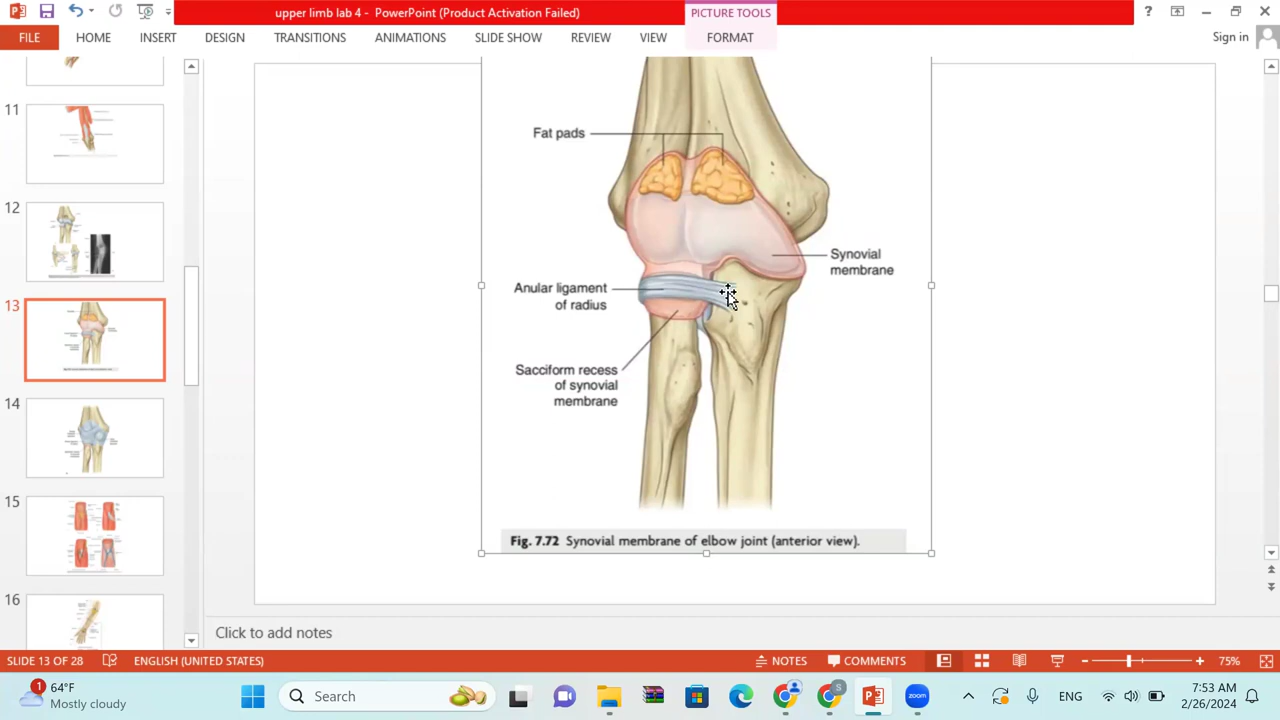 upper limb lab 4 - PowerPoint (Product Activation Failed)
PICTURE TOOLS
?
FILE
HOME
INSERT
DESIGN
TRANSITIONS
ANIMATIONS
SLIDE SHOW
REVIEW
VIEW
FORMAT
Sign in
11
12
13
14
15
16
Fat pads
Synovial
membrane
Anular ligament
of radius
Sacciform recess
of synovial
membrane
Fig. 7.72 Synovial membrane of elbow joint (anterior view).
Click to add notes
SLIDE 13 OF 28
ENGLISH (UNITED STATES)
NOTES
COMMENTS
75%
1
64°F
Mostly cloudy
Search
S
ENG
7:53 AM
2/26/2024
zoom